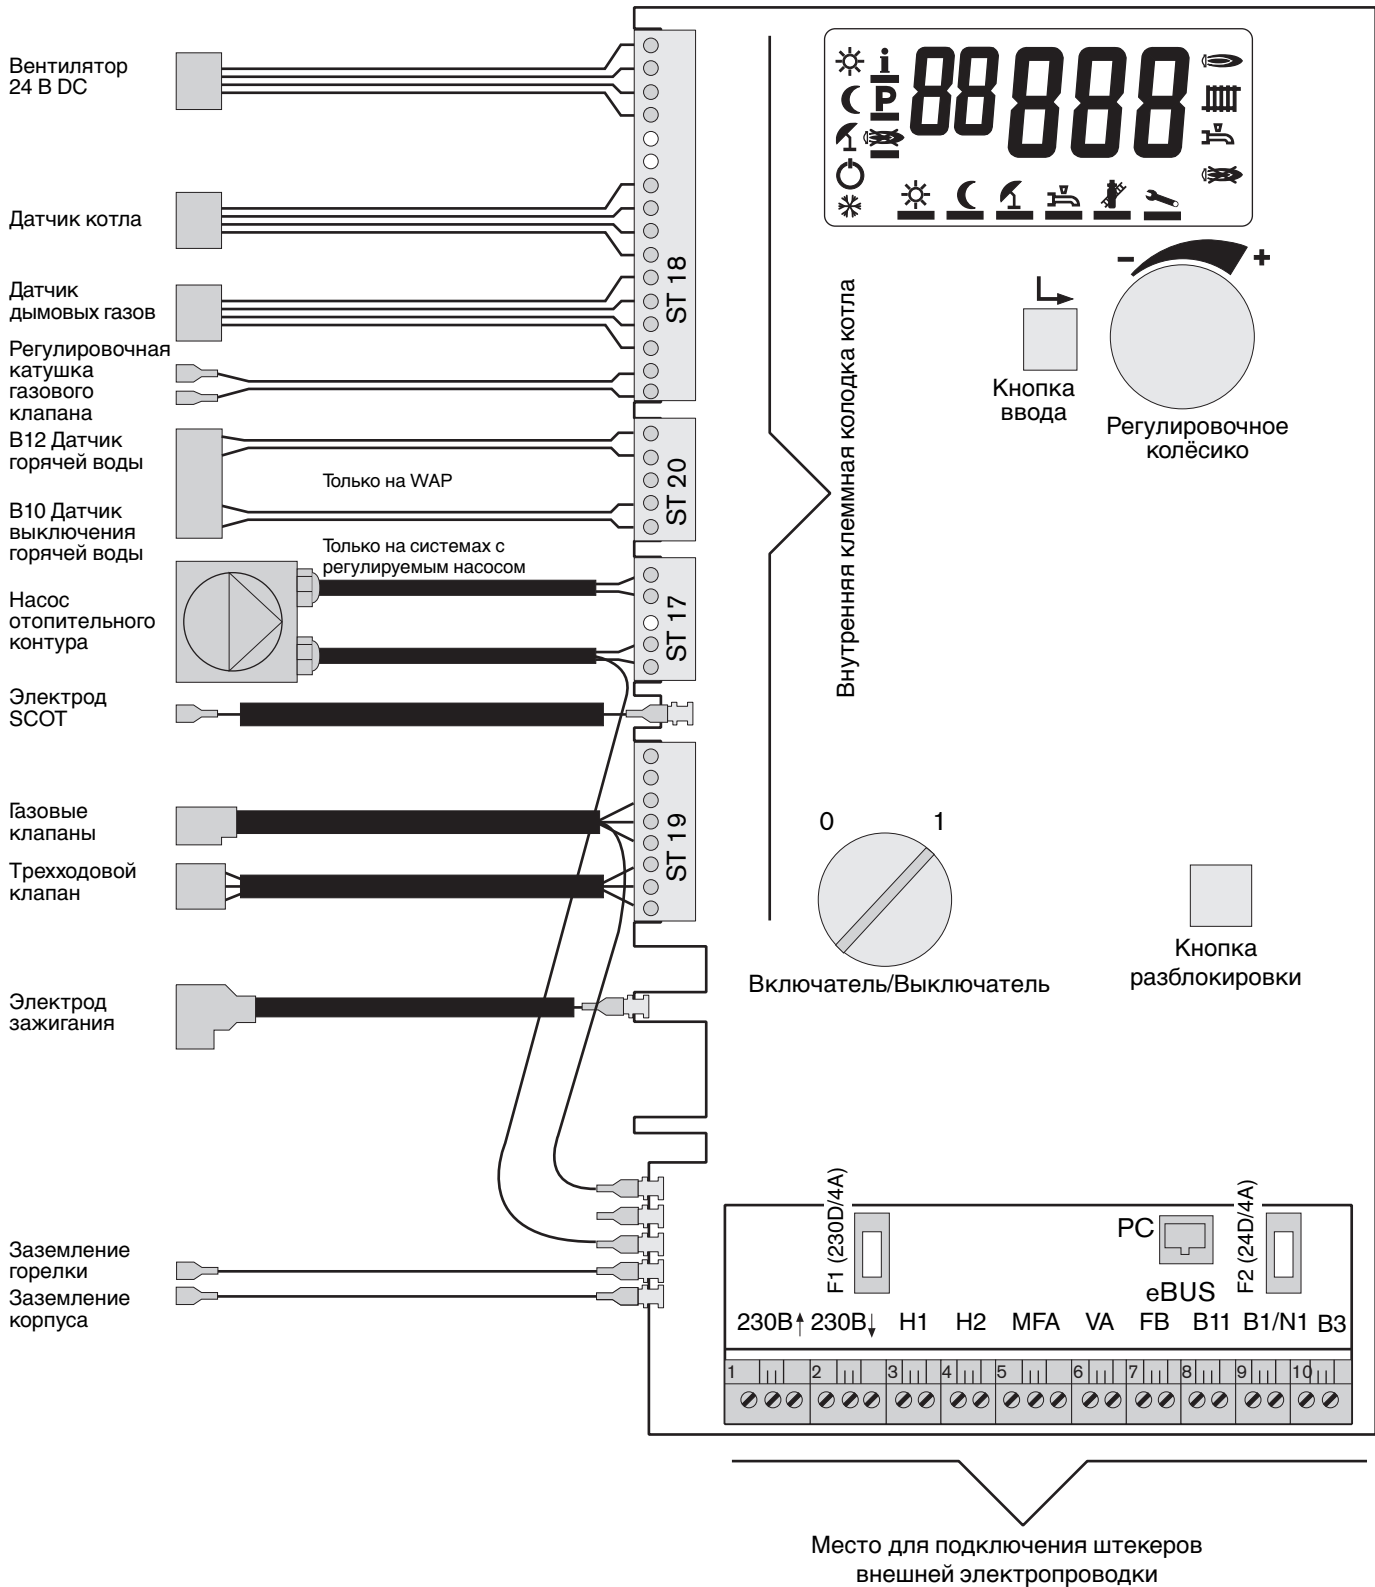 Вентилятор
24 В DC
Датчик котла
Датчик
дымовых газов
Регулировочная
катушка
газового
клапана
B12 Датчик
горячей воды
B10 Датчик
выключения
горячей воды
Насос
отопительного
контура
Электрод
SCOT
Газовые
клапаны
Трехходовой
клапан
Электрод
зажигания
Заземление
горелки
Заземление
корпуса
Только на WAP
Только на системах с
регулируемым насосом
ST 18
ST 20
ST 17
ST 19
Внутренняя клеммная колодка котла
i
P
88 888
- +
Кнопка
ввода
Регулировочное
колёсико
0 1
Включатель/Выключатель
Кнопка
разблокировки
F1 (230D/4A)
PC
eBUS
F2 (24D/4A)
230В 230В H1 H2 MFA VA FB B11 B1/N1 B3
1 2 3 4 5 6 7 8 9 10
Место для подключения штекеров
внешней электропроводки